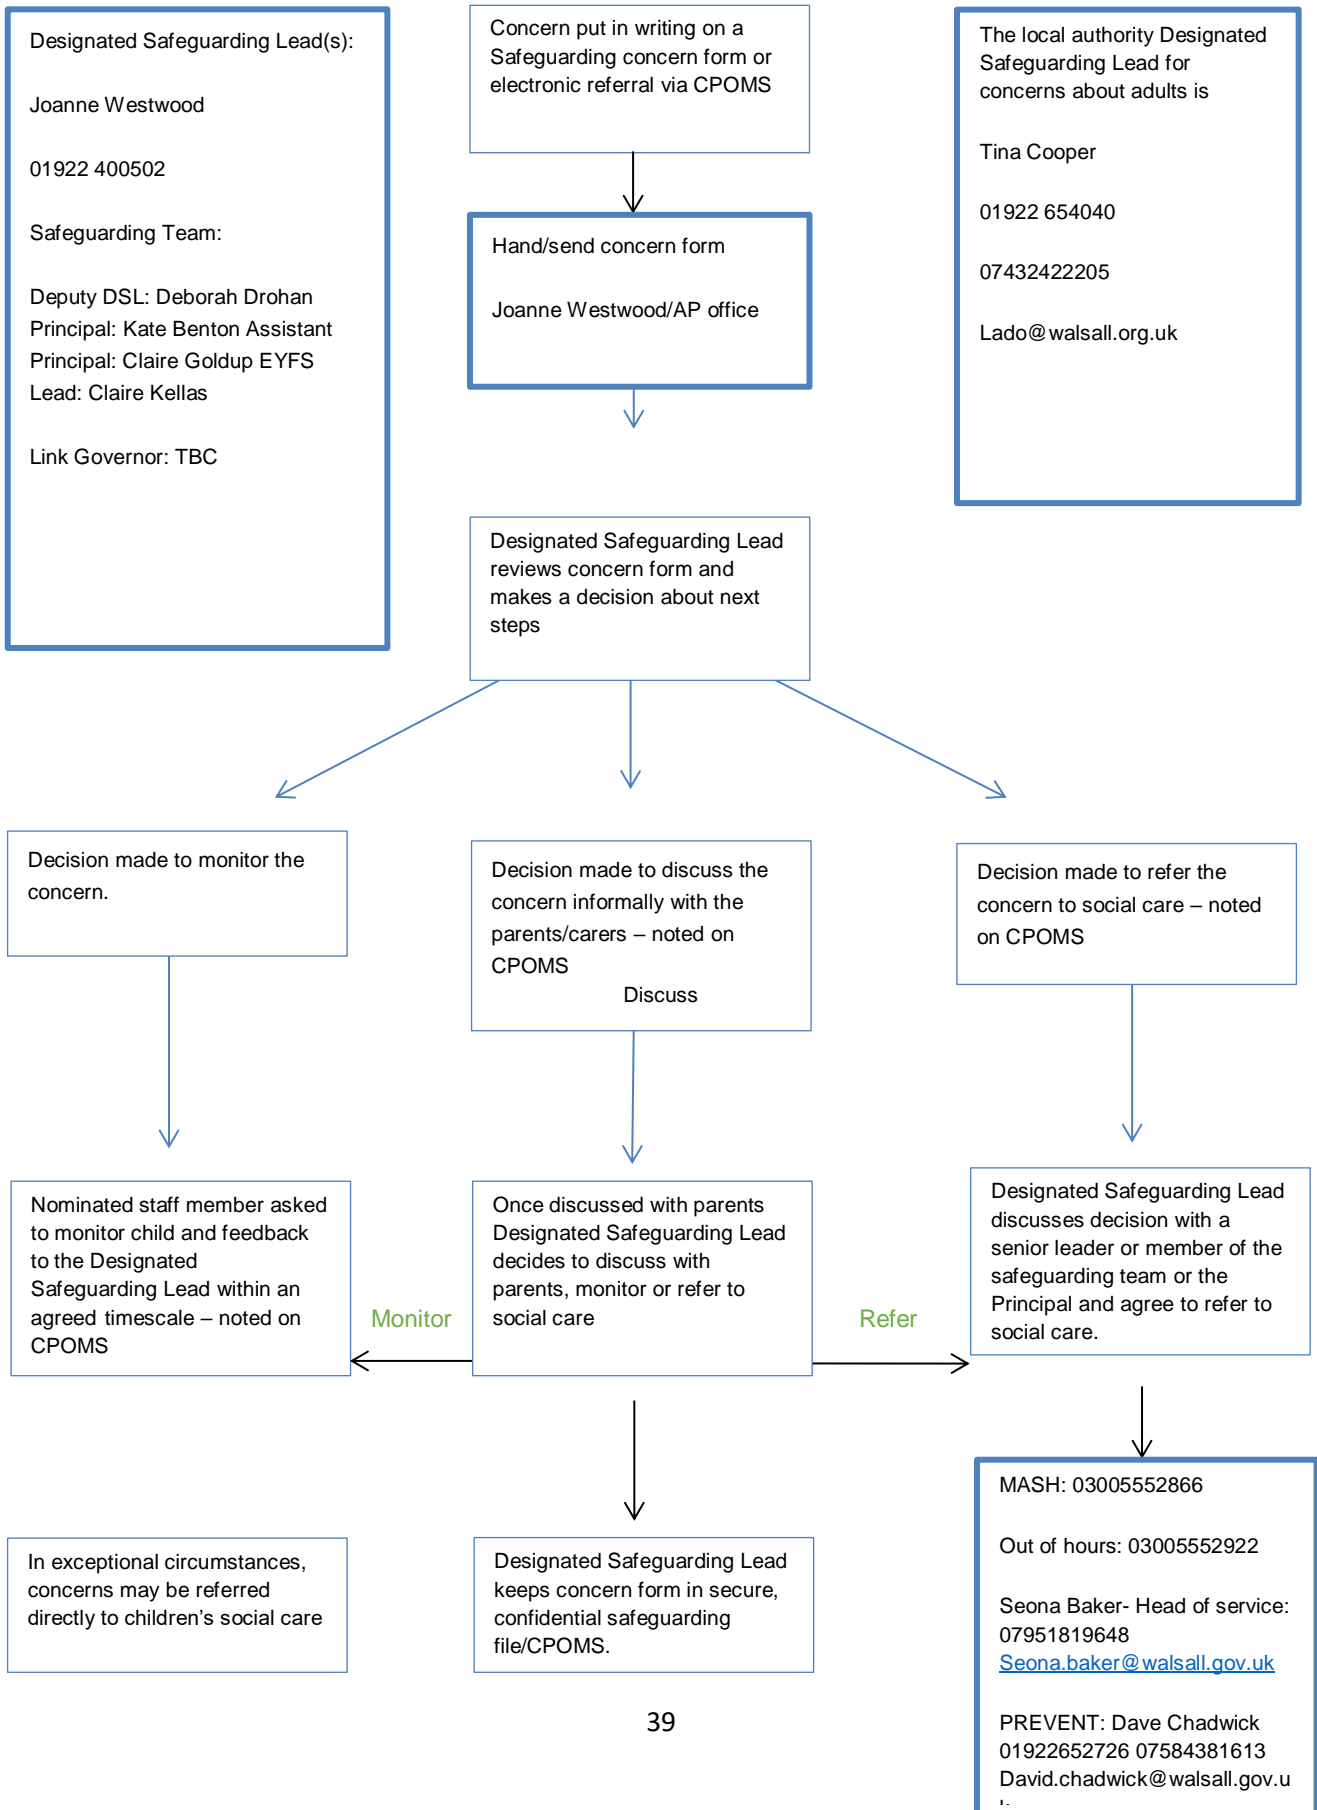 Designated Safeguarding Lead(s):
Joanne Westwood
01922 400502
Safeguarding Team:
Deputy DSL: Deborah Drohan
Principal: Kate Benton Assistant
Principal: Claire Goldup EYFS
Lead: Claire Kellas
Link Governor: TBC
Concern put in writing on a
Safeguarding concern form or
electronic referral via CPOMS
The local authority Designated
Safeguarding Lead for
concerns about adults is
Tina Cooper
01922 654040
07432422205
Lado@walsall.org.uk
Hand/send concern form
Joanne Westwood/AP office
Designated Safeguarding Lead
reviews concern form and
makes a decision about next
steps
Decision made to monitor the
concern.
Decision made to discuss the
concern informally with the
parents/carers – noted on
CPOMS
Discuss
Decision made to refer the
concern to social care – noted
on CPOMS
Nominated staff member asked
to monitor child and feedback
to the Designated
Safeguarding Lead within an
agreed timescale – noted on
CPOMS
Monitor
Once discussed with parents
Designated Safeguarding Lead
decides to discuss with
parents, monitor or refer to
social care
Refer
Designated Safeguarding Lead
discusses decision with a
senior leader or member of the
safeguarding team or the
Principal and agree to refer to
social care.
In exceptional circumstances,
concerns may be referred
directly to children's social care
Designated Safeguarding Lead
keeps concern form in secure,
confidential safeguarding
file/CPOMS.
MASH: 03005552866
Out of hours: 03005552922
Seona Baker- Head of service:
07951819648
Seona.baker@walsall.gov.uk
PREVENT: Dave Chadwick
01922652726 07584381613
David.chadwick@walsall.gov.u
39